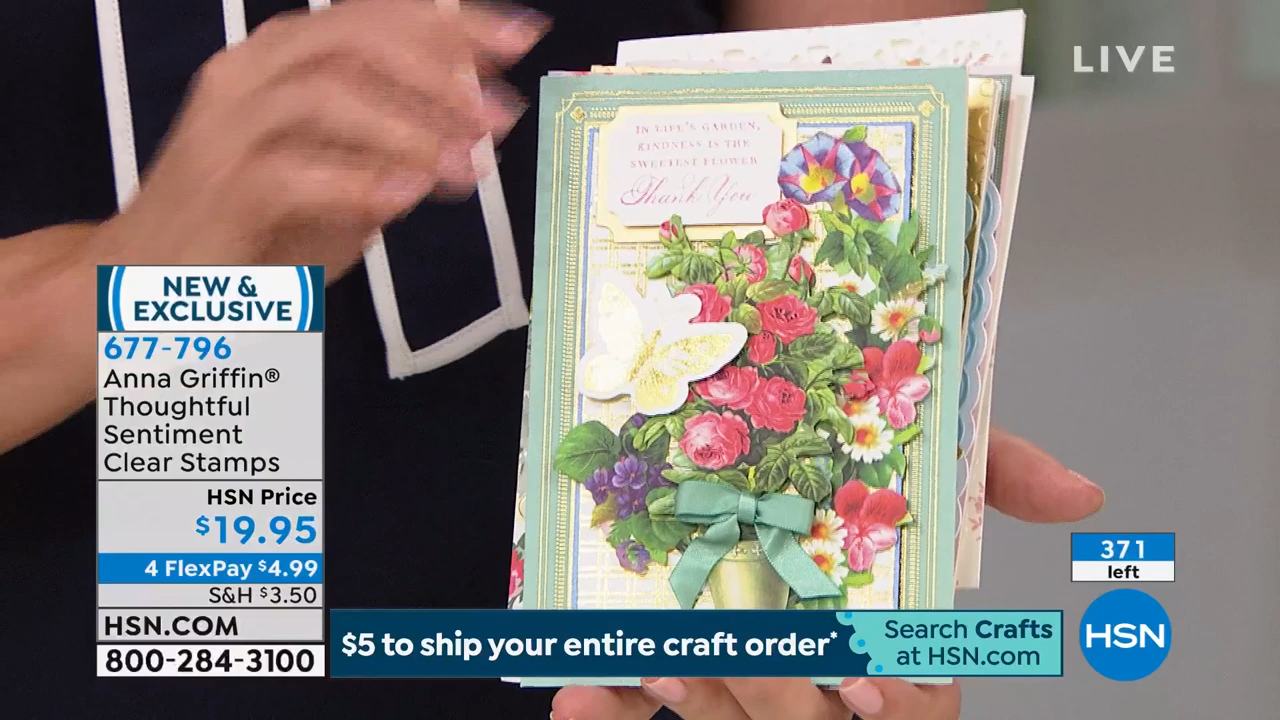 LIVE
IN LIFE'S GARDEN,
KINDNESS IS THE
SWEETEST FLOWER
Thank You
NEW &
EXCLUSIVE
677-796
Anna Griffin®
Thoughtful
Sentiment
Clear Stamps
HSN Price
$19.95
4 FlexPay $4.99
S&H $3.50
HSN.COM
800-284-3100
371
left
$5 to ship your entire craft order*
Search Crafts
at HSN.com
HSN